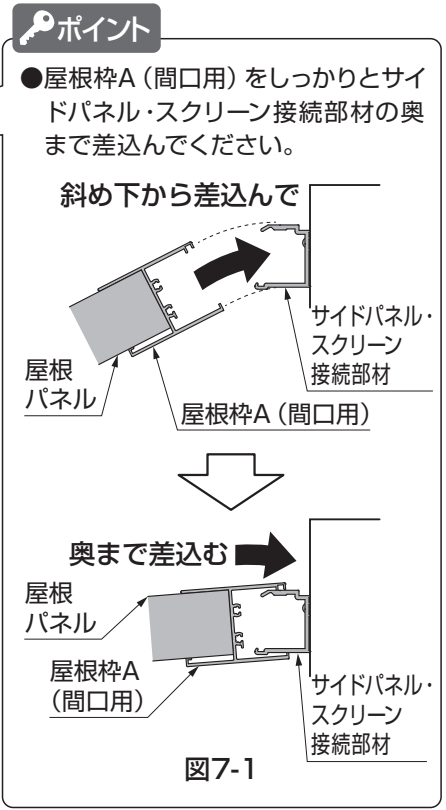 ポイント
●屋根枠A（間口用）をしっかりとサイ
ドパネル・スクリーン接続部材の奥
まで差込んでください。
斜め下から差込んで
サイドパネル・
スクリーン
接続部材
屋根
パネル
屋根枠A（間口用）
奥まで差込む
屋根
パネル
屋根枠A
（間口用）
サイドパネル・
スクリーン
接続部材
図7-1